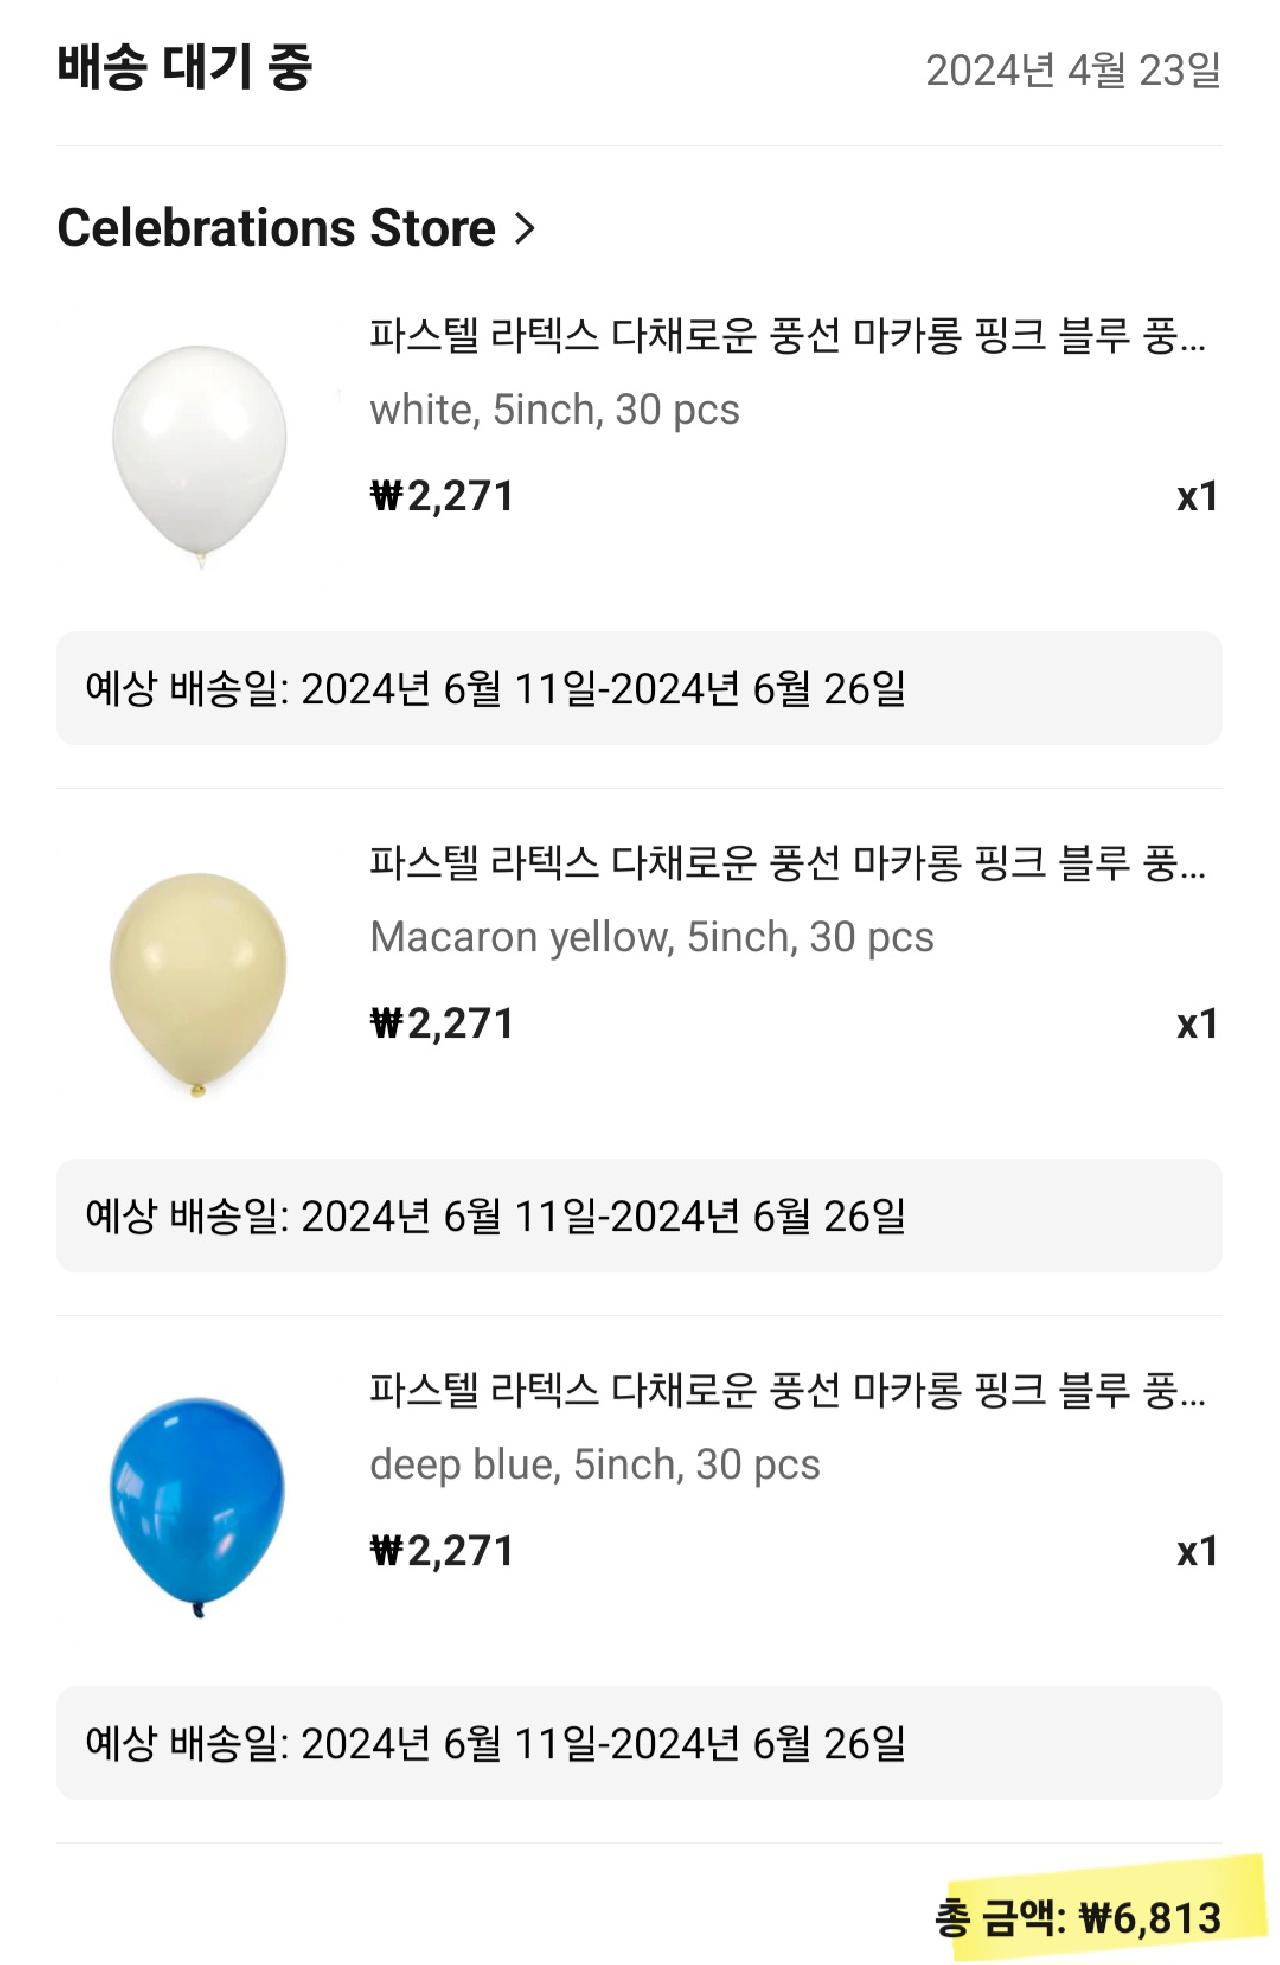 배송 대기 중
2024년 4월 23일
Celebrations Store >
파스텔 라텍스 다채로운 풍선 마카롱 핑크 블루 풍...
white, 5inch, 30 pcs
₩2,271 x1
예상 배송일: 2024년 6월 11일-2024년 6월 26일
파스텔 라텍스 다채로운 풍선 마카롱 핑크 블루 풍...
Macaron yellow, 5inch, 30 pcs
₩2,271 x1
예상 배송일: 2024년 6월 11일-2024년 6월 26일
파스텔 라텍스 다채로운 풍선 마카롱 핑크 블루 풍...
deep blue, 5inch, 30 pcs
₩2,271 x1
예상 배송일: 2024년 6월 11일-2024년 6월 26일
총 금액: ₩6,813